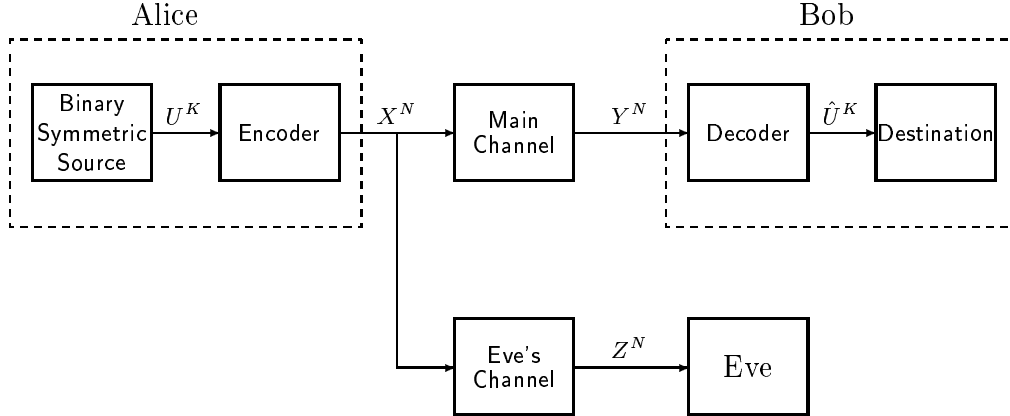 Alice
Bob
Binary
Symmetric
Source
U^K
Encoder
X^N
Main
Channel
Y^N
Decoder
Û^K
Destination
Eve's
Channel
Z^N
Eve